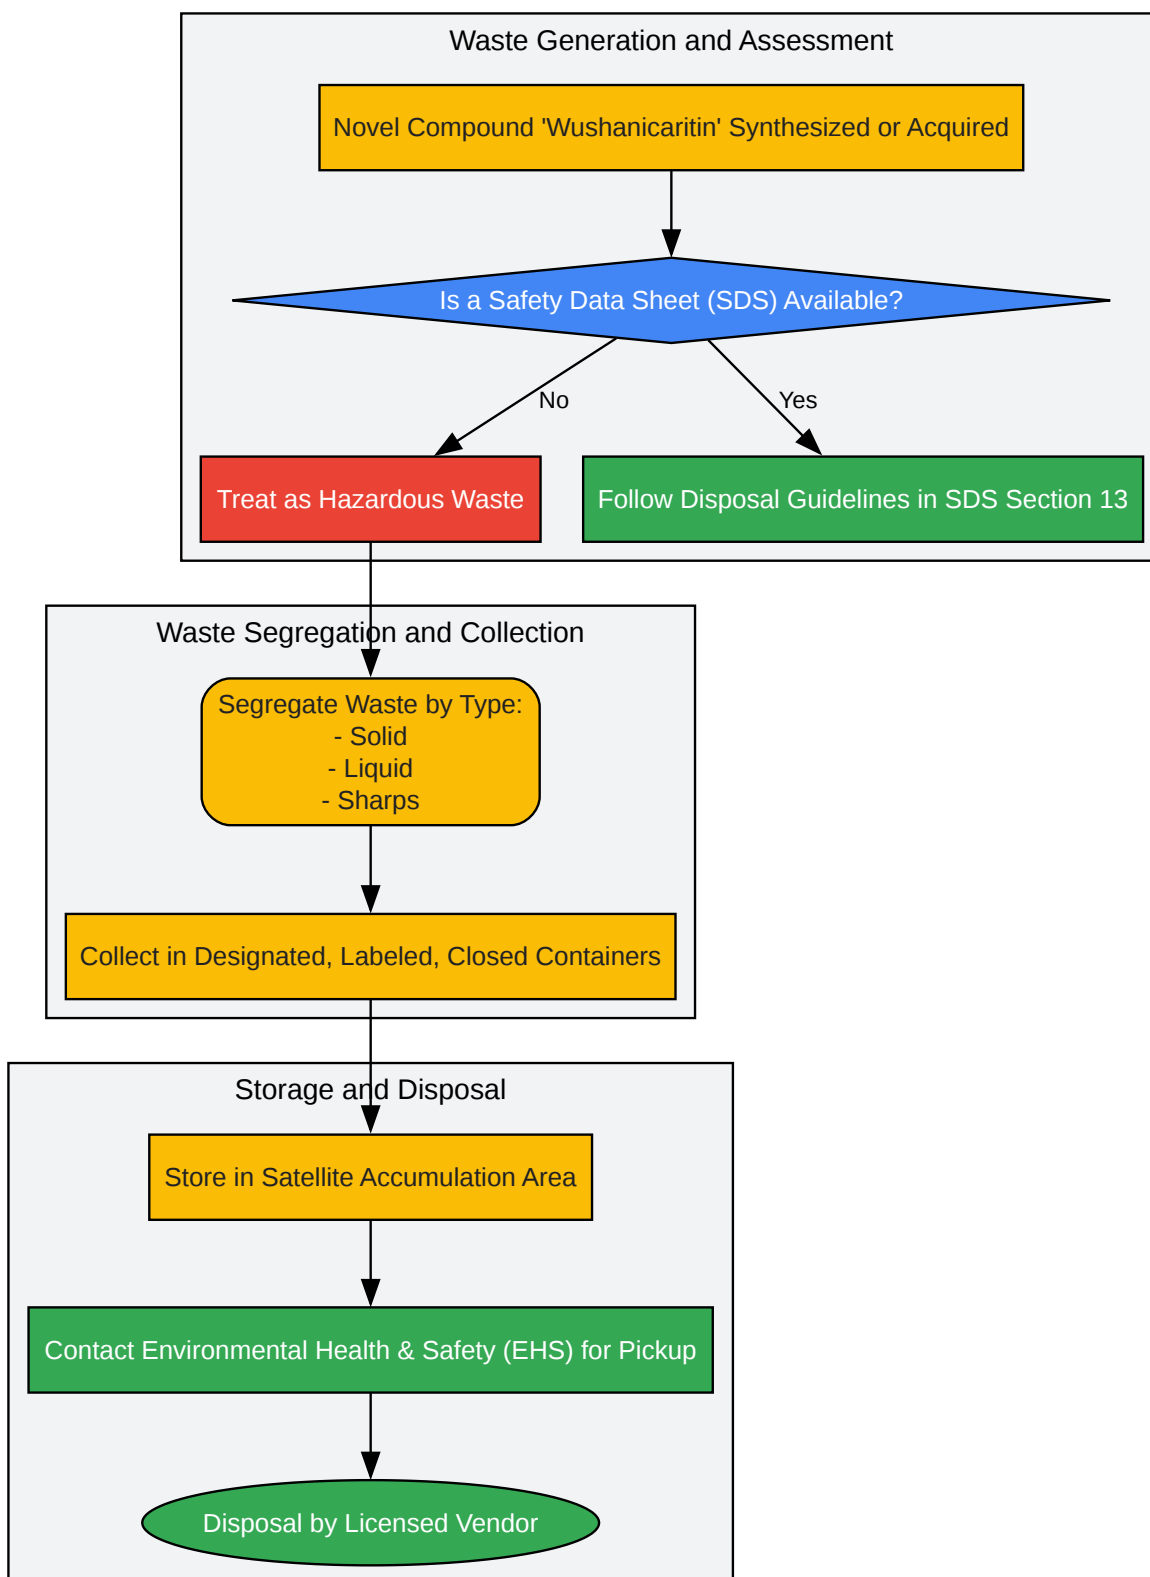 Waste Generation and Assessment
Novel Compound 'Wushanicaritin' Synthesized or Acquired
Is a Safety Data Sheet (SDS) Available?
No
Yes
Treat as Hazardous Waste
Follow Disposal Guidelines in SDS Section 13
Waste Segregation and Collection
Segregate Waste by Type:
- Solid
- Liquid
- Sharps
Collect in Designated, Labeled, Closed Containers
Storage and Disposal
Store in Satellite Accumulation Area
Contact Environmental Health & Safety (EHS) for Pickup
Disposal by Licensed Vendor